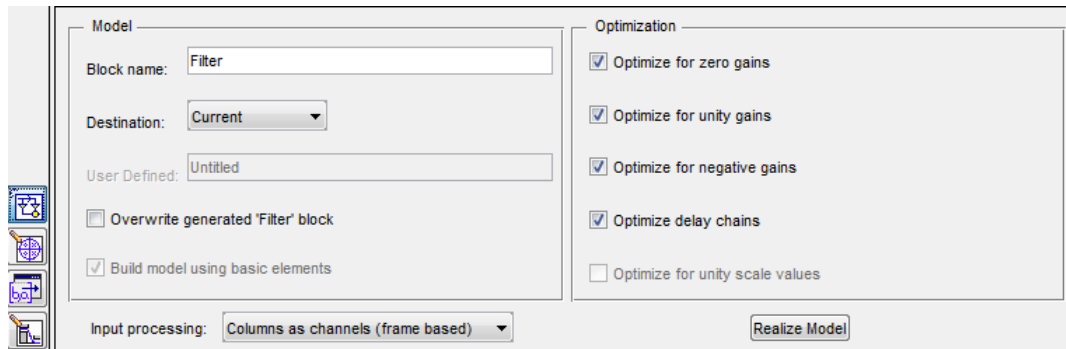 Model
Block name: Filter
Destination: Current
User Defined: Untitled
Overwrite generated 'Filter' block
Build model using basic elements
Optimization
Optimize for zero gains
Optimize for unity gains
Optimize for negative gains
Optimize delay chains
Optimize for unity scale values
Input processing: Columns as channels (frame based)
Realize Model